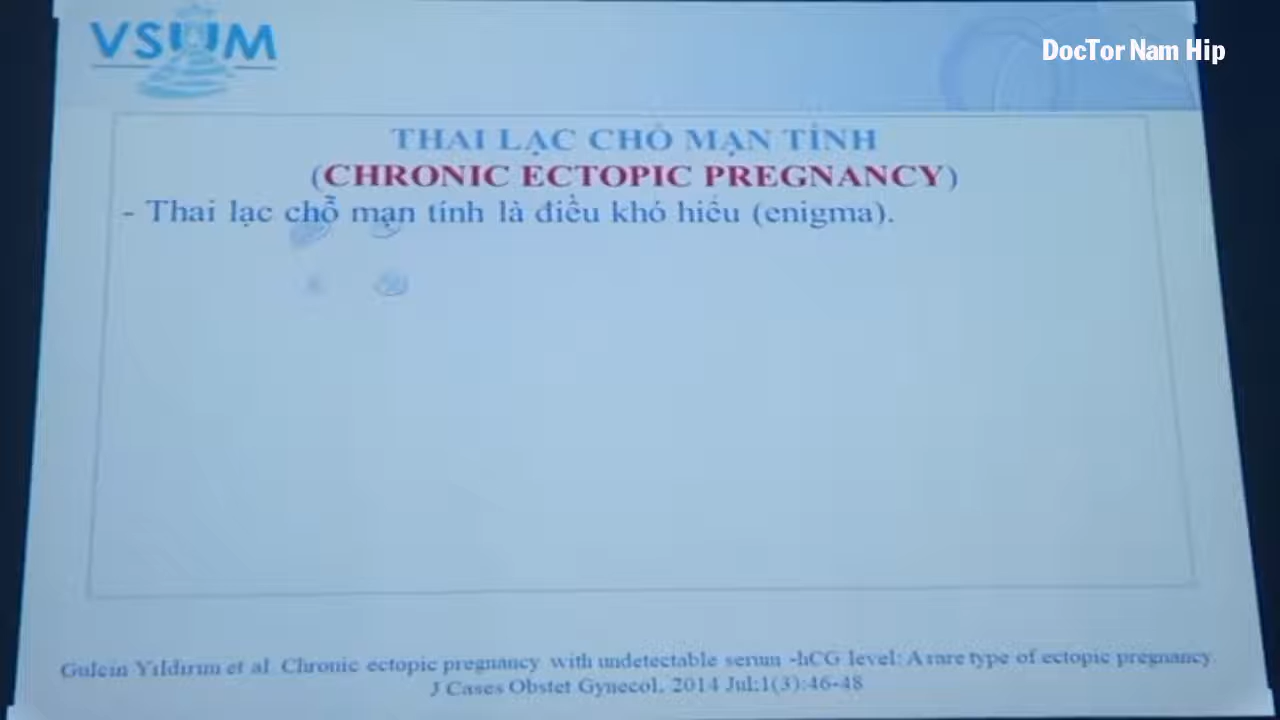 VSUM
DocTor Nam Hip
THAI LẠC CHỖ MẠN TÍNH
(CHRONIC ECTOPIC PREGNANCY)
- Thai lạc chỗ mạn tính là điều khó hiểu (enigma).
Gulcin Yıldırım et al. Chronic ectopic pregnancy with undetectable serum -hCG level: A rare type of ectopic pregnancy.
J Cases Obstet Gynecol, 2014 Jul;1(3):46-48